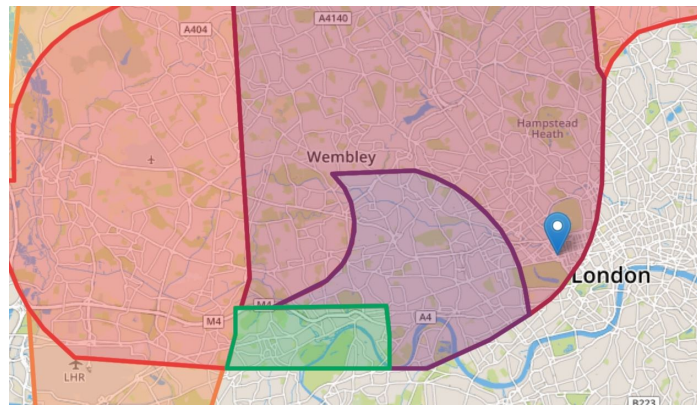 A404
A4140
Hampstead
Heath
Wembley
London
M4
M4
A4
LHR
B223